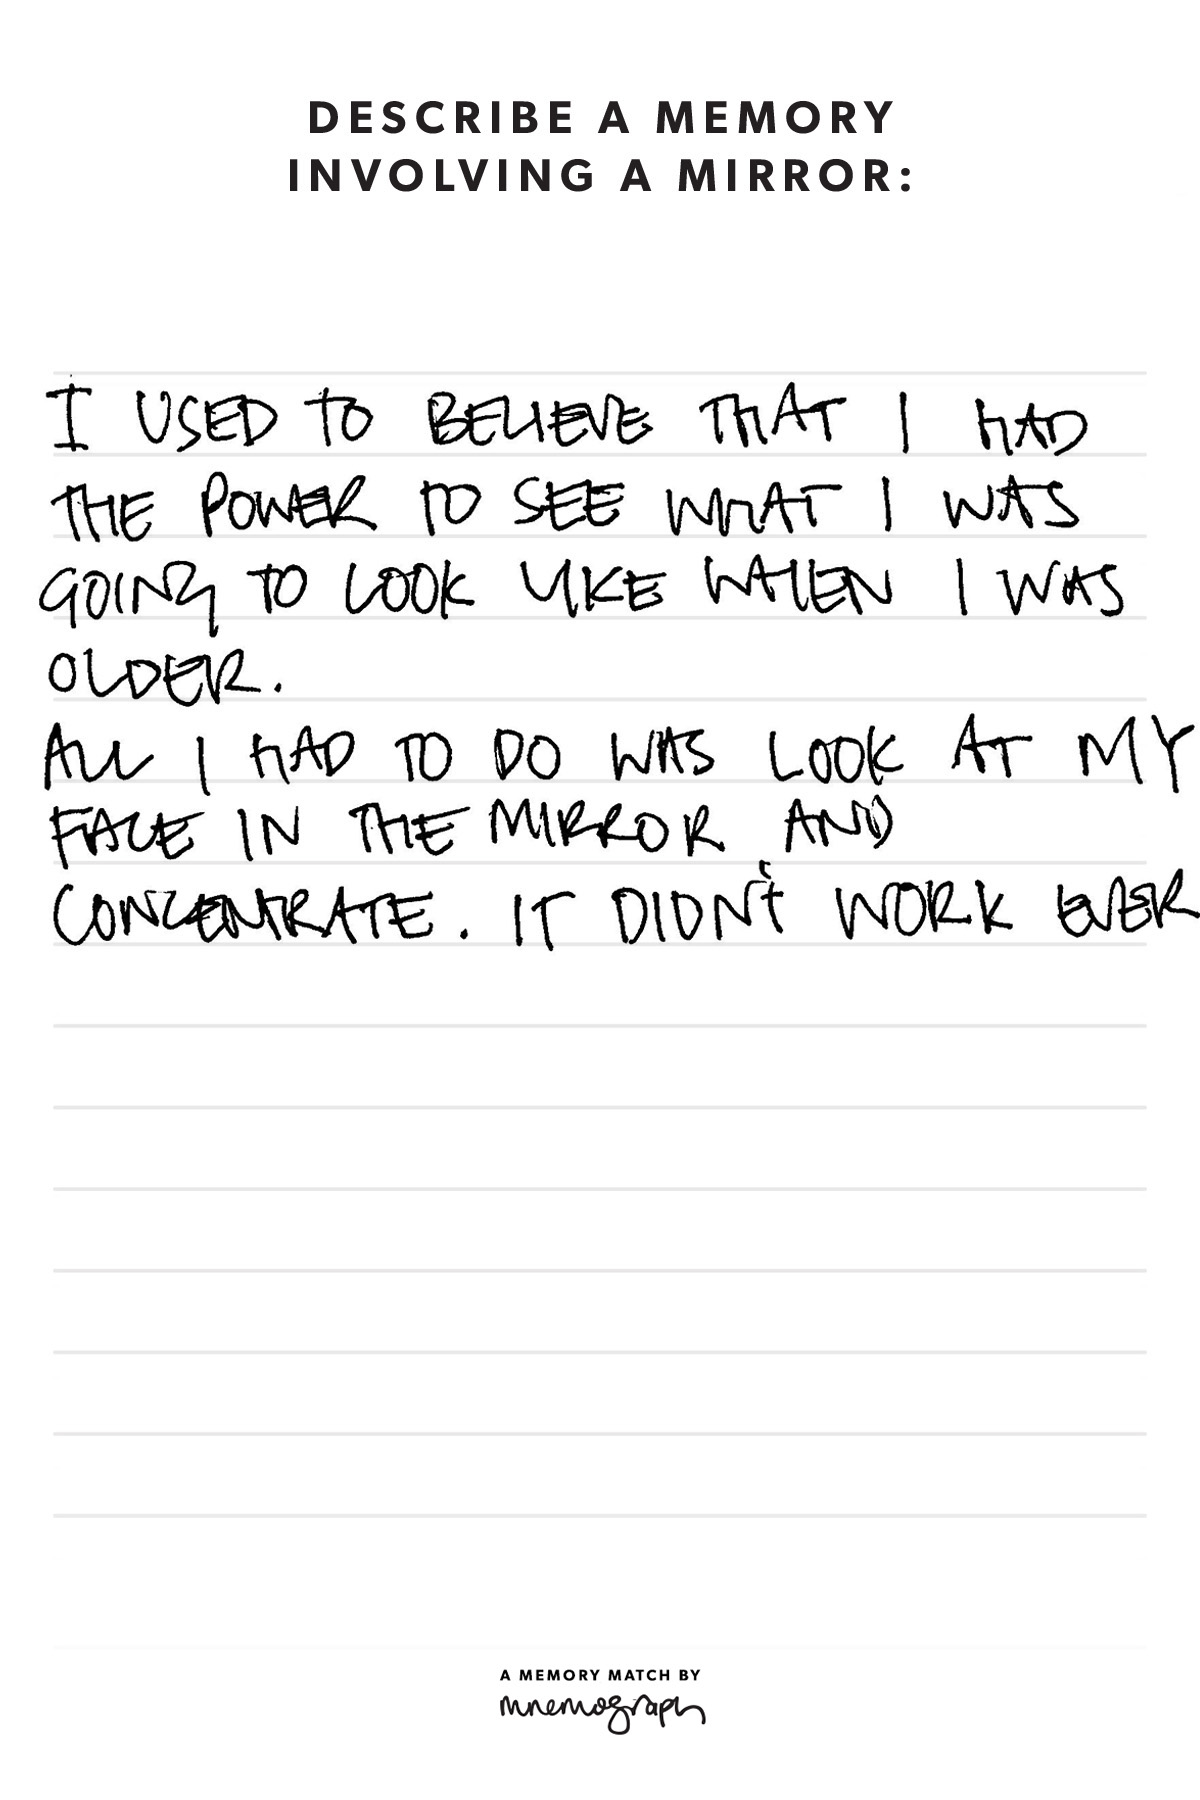 DESCRIBE A MEMORY
INVOLVING A MIRROR:
I USED TO BELIEVE THAT I HAD
THE POWER TO SEE WHAT I WAS
GOING TO LOOK LIKE WHEN I WAS
OLDER.
ALL I HAD TO DO WAS LOOK AT MY
FACE IN THE MIRROR AND
CONCENTRATE. IT DIDN'T WORK EVER
A MEMORY MATCH BY
mnemograph